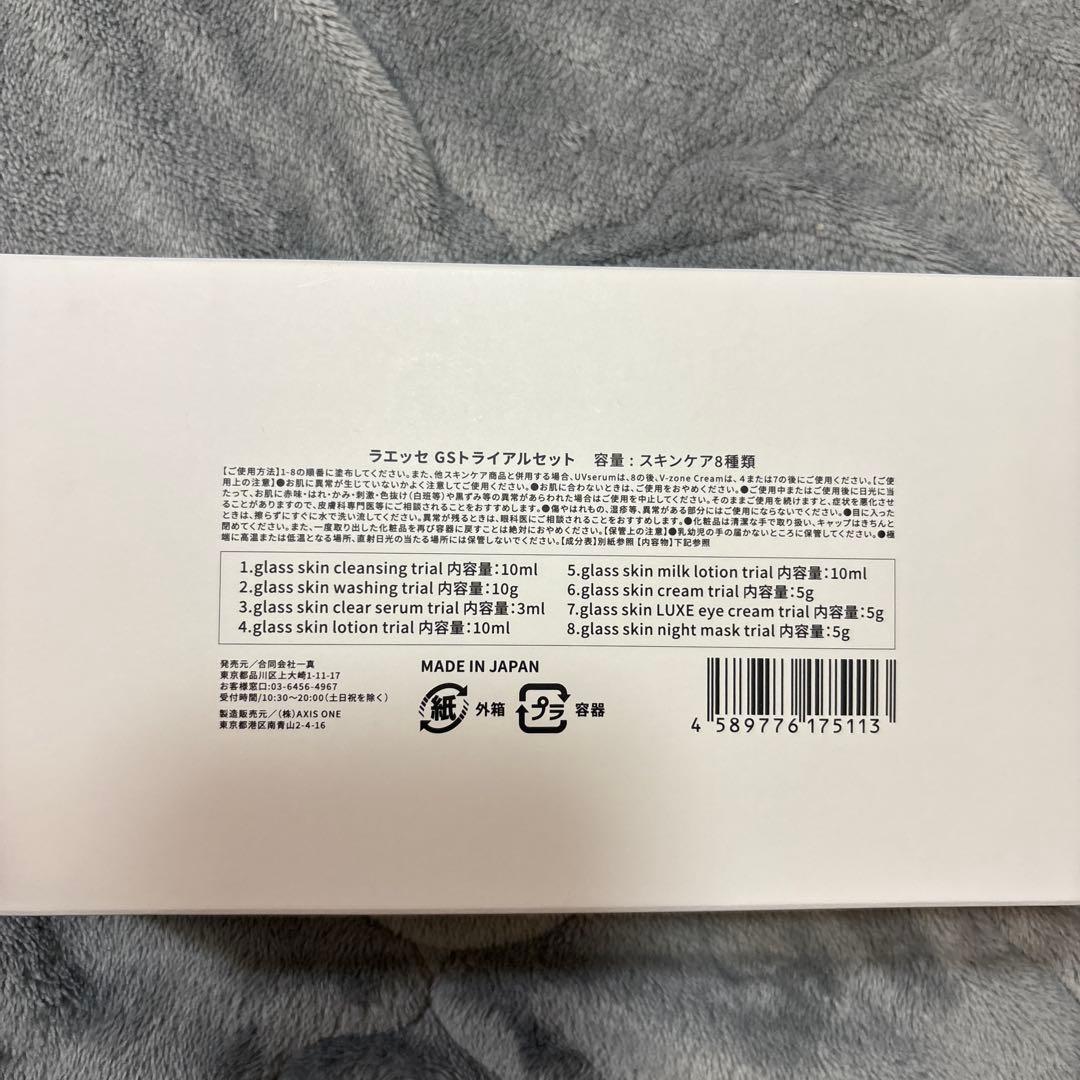 ラエッセ GSトライアルセット　容量：スキンケア8種類
【ご使用方法】1-8の順番に塗布してください。また、他スキンケア商品と併用する場合、UVserumは、8の後、V-zone Creamは、4または7の後にご使用ください。【ご使
用上の注意】●お肌に異常が生じていないかよく注意してご使用ください。●お肌に合わないときは、ご使用をおやめください。●ご使用中またはご使用後に日光に当
たって、お肌に赤味・はれ・かみ・刺激・色抜け(白斑等)や黒ずみ等の異常があらわれた場合はご使用を中止してください。そのままご使用を続けますと、症状を悪化させ
ることがありますので、皮膚科専門医等にご相談されることをおすすめします。●傷やはれもの、湿疹等、異常がある部分にはご使用にならないでください。●目に入った
ときは、擦らずにすぐに水で洗い流してください。異常が残るときは、眼科医にご相談されることをおすすめします。●化粧品は清潔な手で取り扱い、キャップはきちんと
閉めてください。また、一度取り出した化粧品を再び容器に戻すことは絶対におやめください。【保管上の注意】●乳幼児の手の届かないところに保管してください。●極
端に高温または低温となる場所、直射日光の当たる場所には保管しないでください。【成分表】別紙参照 【内容物】下記参照
1.glass skin cleansing trial 内容量：10ml
2.glass skin washing trial 内容量：10g
3.glass skin clear serum trial 内容量：3ml
4.glass skin lotion trial 内容量：10ml
5.glass skin milk lotion trial 内容量：10ml
6.glass skin cream trial 内容量：5g
7.glass skin LUXE eye cream trial 内容量：5g
8.glass skin night mask trial 内容量：5g
発売元／合同会社一真
東京都品川区上大崎1-11-17
お客様窓口:03-6456-4967
受付時間/10:30～20:00(土日祝を除く)
製造販売元／(株)AXIS ONE
東京都港区南青山2-4-16
MADE IN JAPAN
紙 外箱
プラ 容器
4 589776 175113